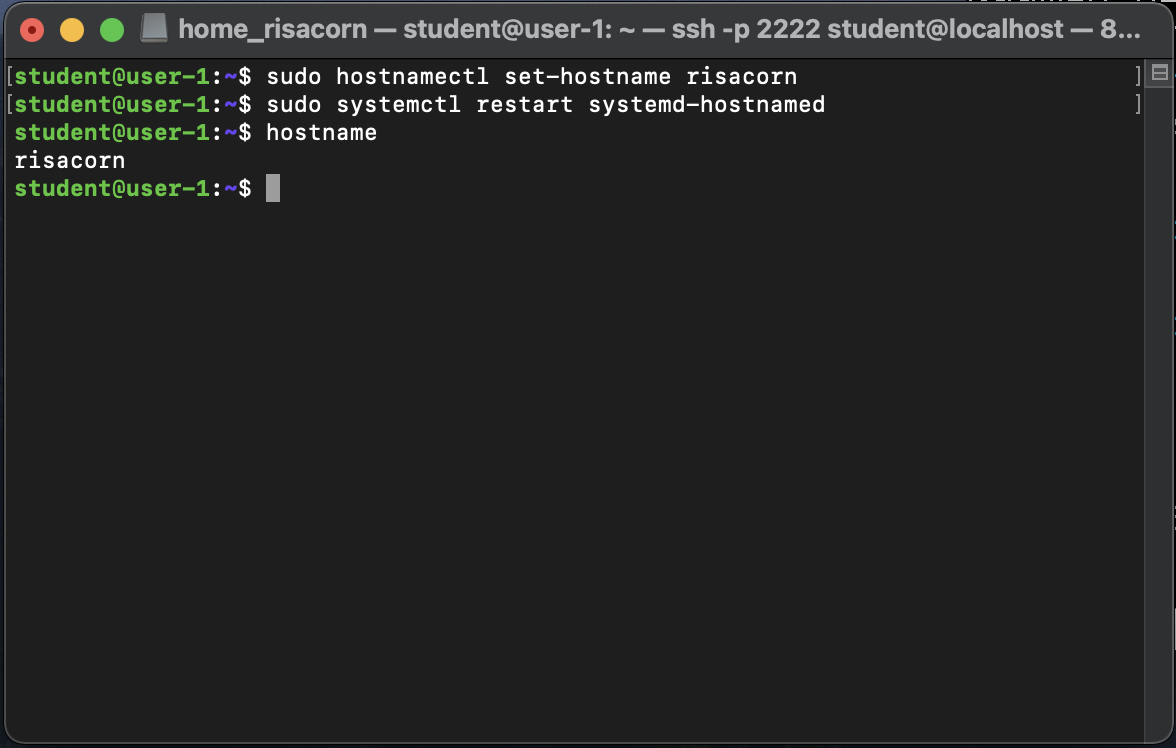 home_risacorn — student@user-1: ~ — ssh -p 2222 student@localhost — 8...
[student@user-1:~$ sudo hostnamectl set-hostname risacorn ]
[student@user-1:~$ sudo systemctl restart systemd-hostnamed ]
student@user-1:~$ hostname
risacorn
student@user-1:~$